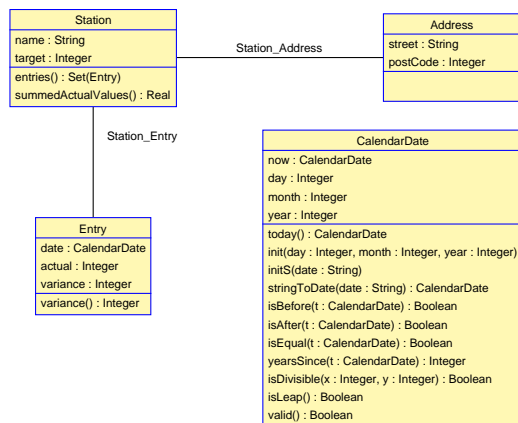 Station
name : String
target : Integer
entries() : Set(Entry)
summedActualValues() : Real
Station_Address
Address
street : String
postCode : Integer
Station_Entry
Entry
date : CalendarDate
actual : Integer
variance : Integer
variance() : Integer
CalendarDate
now : CalendarDate
day : Integer
month : Integer
year : Integer
today() : CalendarDate
init(day : Integer, month : Integer, year : Integer)
initS(date : String)
stringToDate(date : String) : CalendarDate
isBefore(t : CalendarDate) : Boolean
isAfter(t : CalendarDate) : Boolean
isEqual(t : CalendarDate) : Boolean
yearsSince(t : CalendarDate) : Integer
isDivisible(x : Integer, y : Integer) : Boolean
isLeap() : Boolean
valid() : Boolean